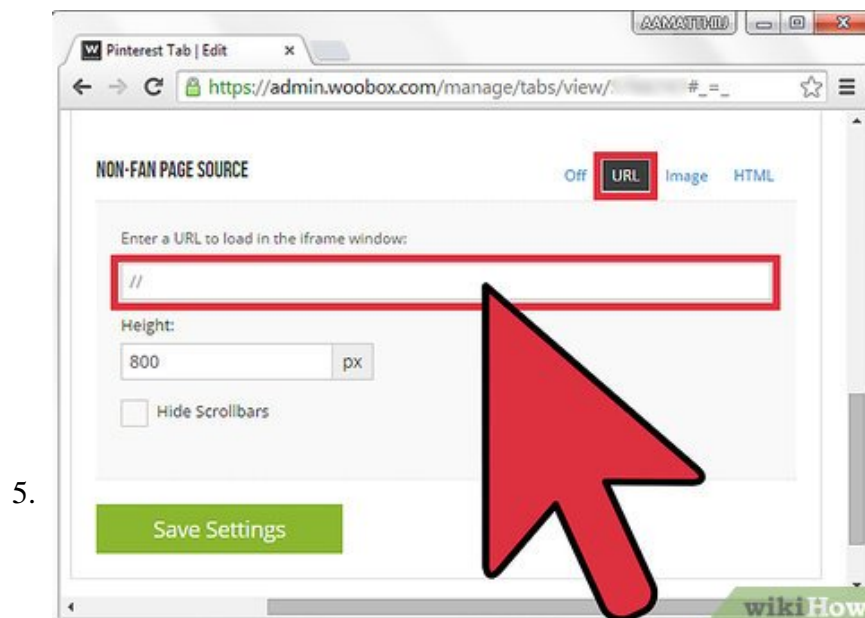 AAMATTHIU
W Pinterest Tab | Edit ×
https://admin.woobox.com/manage/tabs/view/ #_=_
NON-FAN PAGE SOURCE
Off URL Image HTML
Enter a URL to load in the iframe window:
//
Height:
800 px
Hide Scrollbars
5.
Save Settings
wikiHow